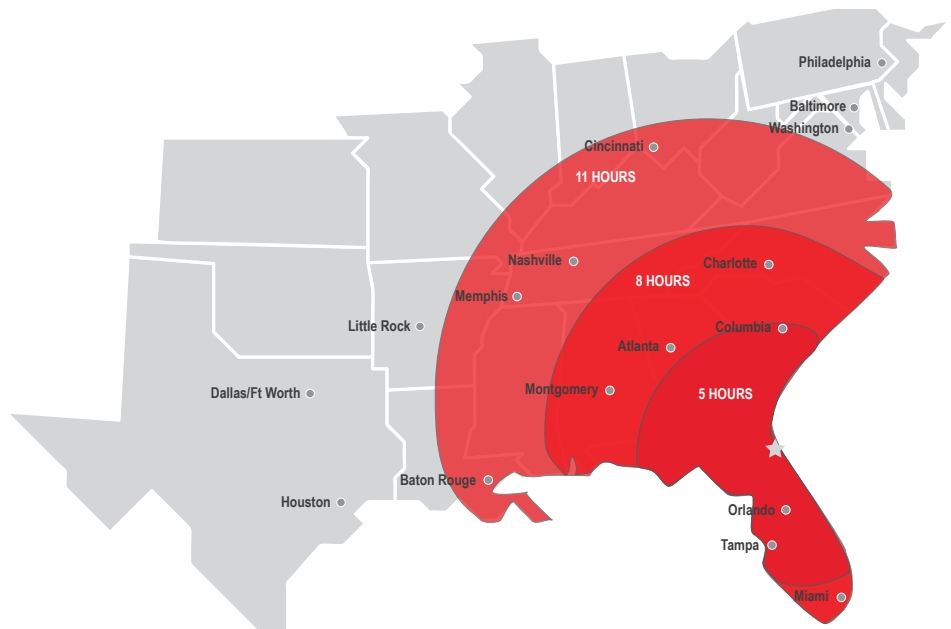 Philadelphia
Baltimore
Washington
Cincinnati
11 HOURS
Nashville
Charlotte
8 HOURS
Memphis
Little Rock
Columbia
Atlanta
Dallas/Ft Worth
Montgomery
5 HOURS
Baton Rouge
Houston
Orlando
Tampa
Miami